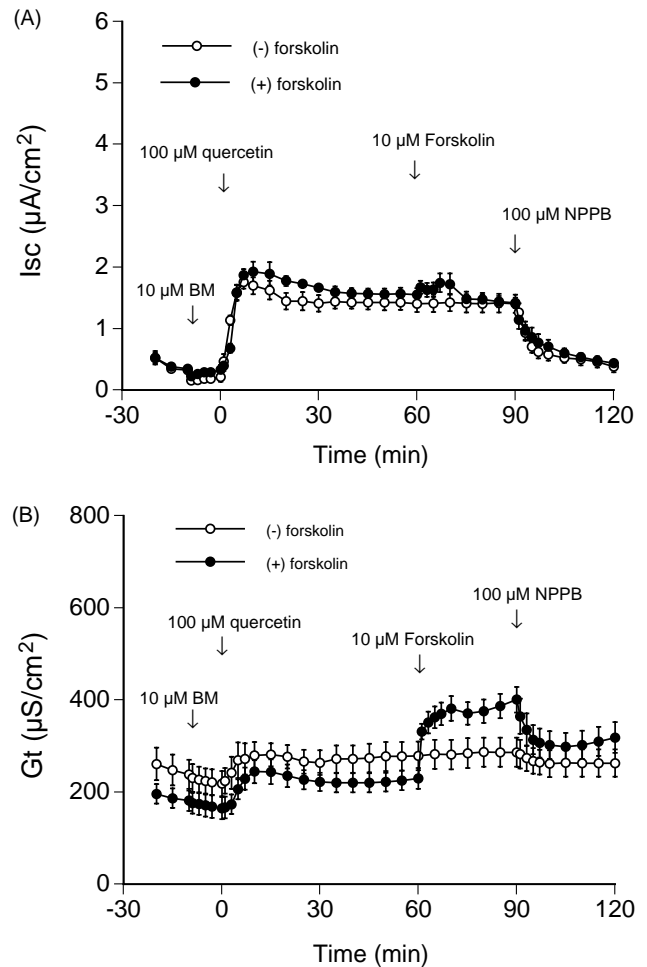 (A)
6
5
4
3
2
1
0
Isc (µA/cm²)
(-) forskolin
(+) forskolin
100 µM quercetin
10 µM Forskolin
100 µM NPPB
10 µM BM
-30
0
30
60
90
120
Time (min)
(B)
800
600
400
200
0
Gt (µS/cm²)
(-) forskolin
(+) forskolin
100 µM NPPB
100 µM quercetin
10 µM Forskolin
10 µM BM
-30
0
30
60
90
120
Time (min)